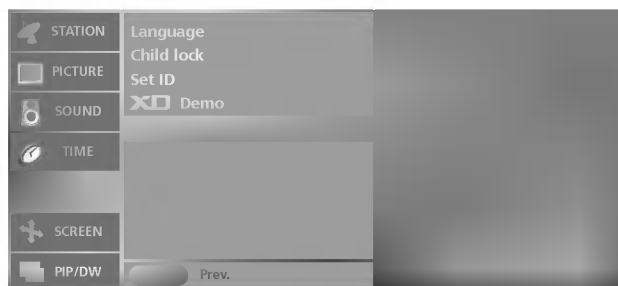 STATION
PICTURE
SOUND
TIME
SCREEN
PIP/DW
Language
Child lock
Set ID
XD Demo
Prev.